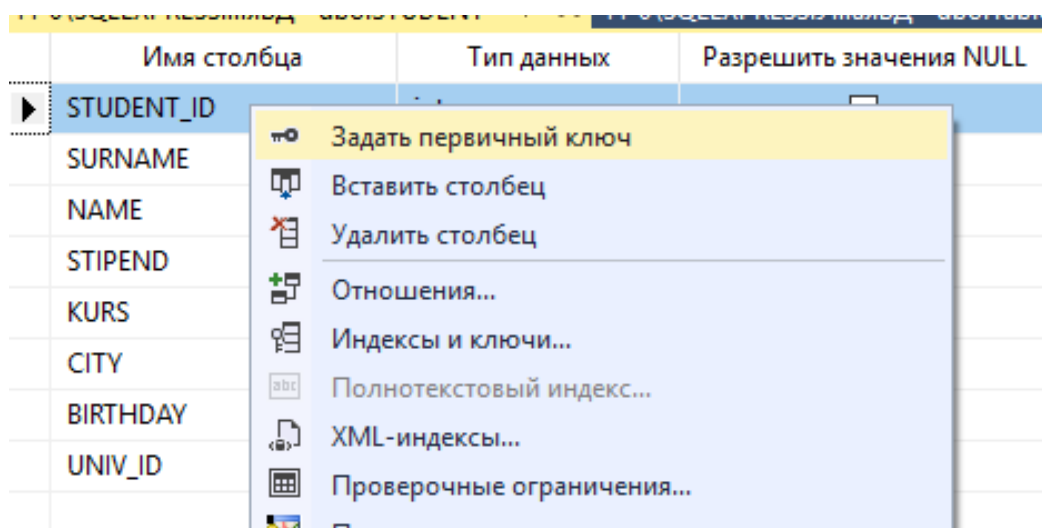 Имя столбца Тип данных Разрешить значения NULL
STUDENT_ID
SURNAME
NAME
STIPEND
KURS
CITY
BIRTHDAY
UNIV_ID
Задать первичный ключ
Вставить столбец
Удалить столбец
Отношения...
Индексы и ключи...
abc
Полнотекстовый индекс...
XML-индексы...
Проверочные ограничения...